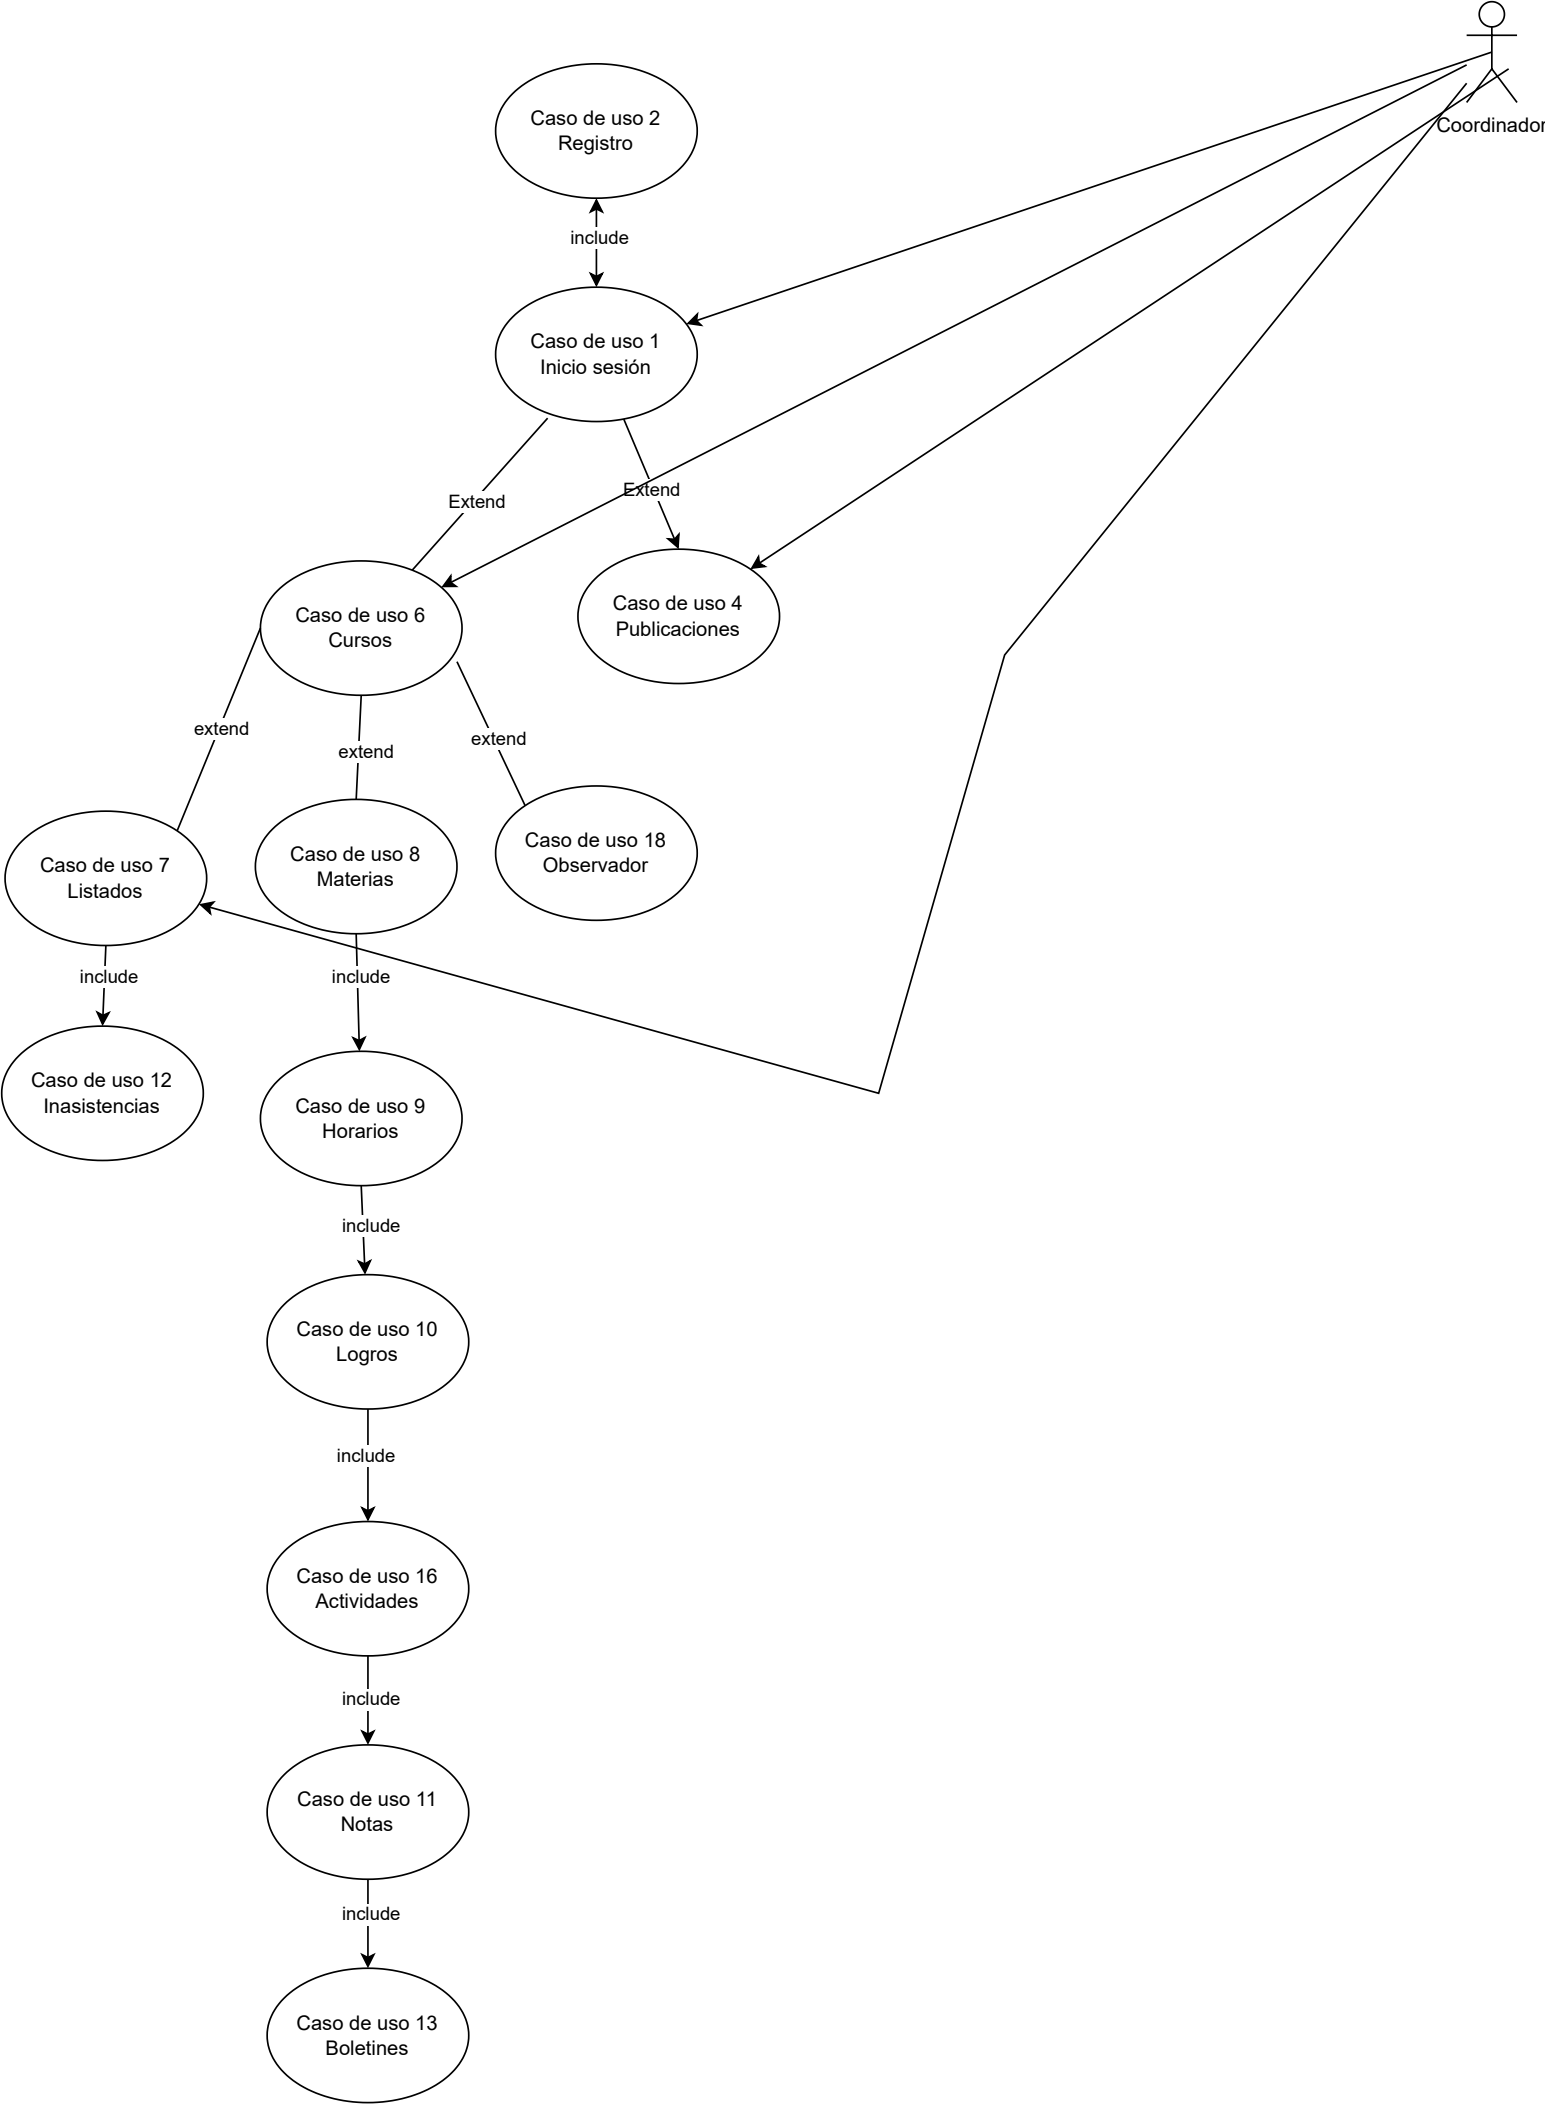 Coordinador
Caso de uso 2
Registro
include
Caso de uso 1
Inicio sesión
Extend
Extend
Caso de uso 6
Cursos
Caso de uso 4
Publicaciones
extend
extend
extend
Caso de uso 7
Listados
Caso de uso 8
Materias
Caso de uso 18
Observador
include
include
Caso de uso 12
Inasistencias
Caso de uso 9
Horarios
include
Caso de uso 10
Logros
include
Caso de uso 16
Actividades
include
Caso de uso 11
Notas
include
Caso de uso 13
Boletines